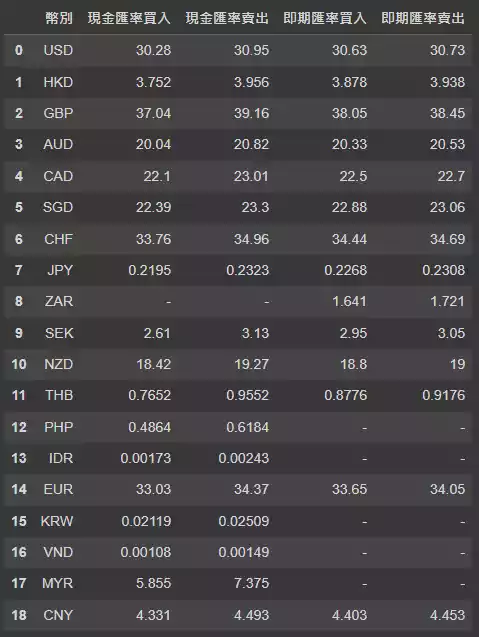 幣別 現金匯率買入 現金匯率賣出 即期匯率買入 即期匯率賣出
0 USD 30.28 30.95 30.63 30.73
1 HKD 3.752 3.956 3.878 3.938
2 GBP 37.04 39.16 38.05 38.45
3 AUD 20.04 20.82 20.33 20.53
4 CAD 22.1 23.01 22.5 22.7
5 SGD 22.39 23.3 22.88 23.06
6 CHF 33.76 34.96 34.44 34.69
7 JPY 0.2195 0.2323 0.2268 0.2308
8 ZAR - - 1.641 1.721
9 SEK 2.61 3.13 2.95 3.05
10 NZD 18.42 19.27 18.8 19
11 THB 0.7652 0.9552 0.8776 0.9176
12 PHP 0.4864 0.6184 - -
13 IDR 0.00173 0.00243 - -
14 EUR 33.03 34.37 33.65 34.05
15 KRW 0.02119 0.02509 - -
16 VND 0.00108 0.00149 - -
17 MYR 5.855 7.375 - -
18 CNY 4.331 4.493 4.403 4.453